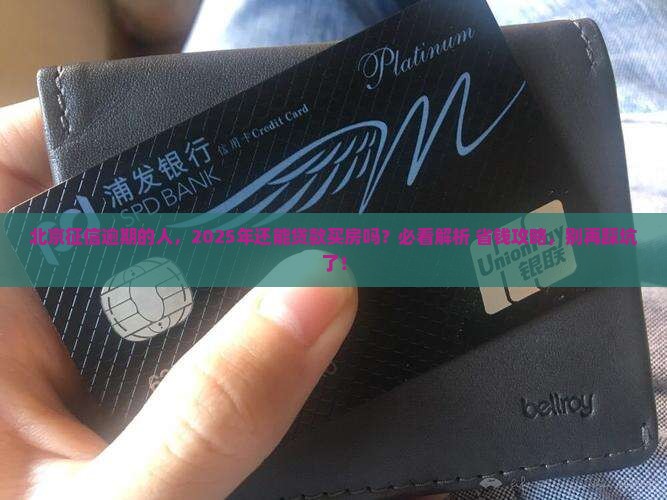 Platinum
浦发银行
信用卡Credit Card
SPD BANK
北京征信逾期的人，2025年还能贷款买房吗？必看解析 省钱攻略，别再踩坑
了！
UnionPay
银联
bellroy